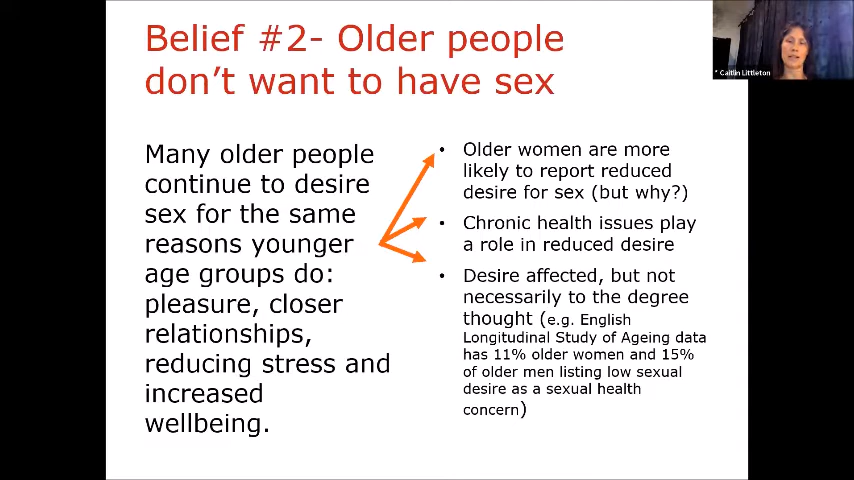 Belief #2- Older people
don't want to have sex
* Caitlin Littleton
Many older people
continue to desire
sex for the same
reasons younger
age groups do:
pleasure, closer
relationships,
reducing stress and
increased
wellbeing.
• Older women are more
likely to report reduced
desire for sex (but why?)
• Chronic health issues play
a role in reduced desire
• Desire affected, but not
necessarily to the degree
thought (e.g. English
Longitudinal Study of Ageing data
has 11% older women and 15%
of older men listing low sexual
desire as a sexual health
concern)